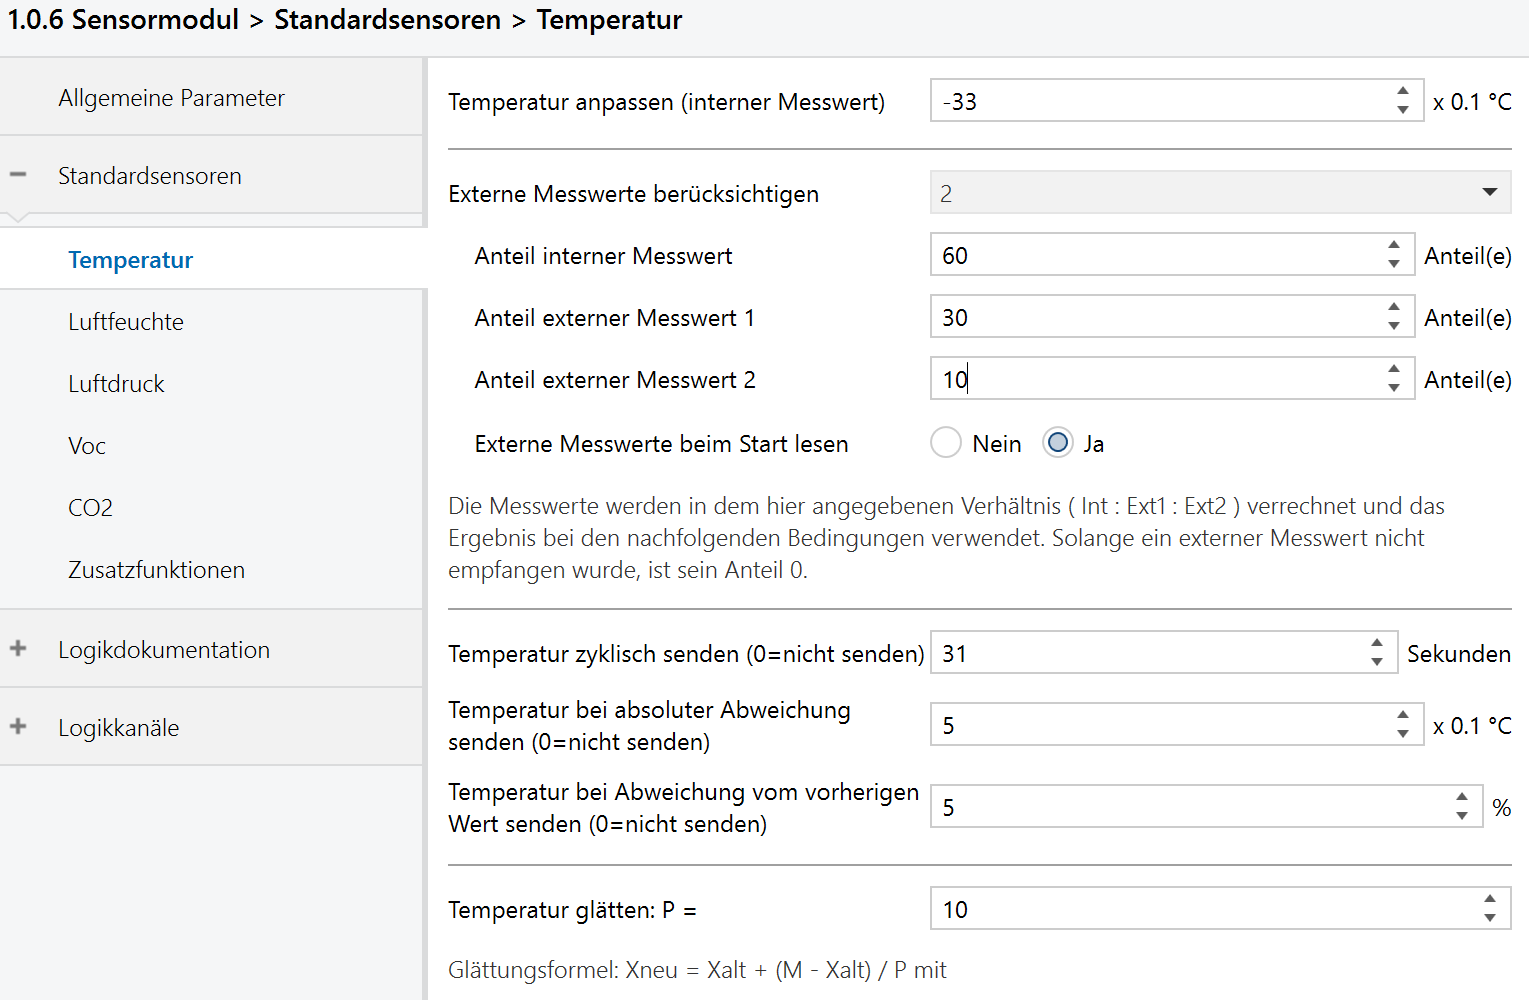 1.0.6 Sensormodul > Standardsensoren > Temperatur
Allgemeine Parameter
Standardsensoren
Temperatur
Luftfeuchte
Luftdruck
Voc
CO2
Zusatzfunktionen
Logikdokumentation
Logikkanäle
Temperatur anpassen (interner Messwert) -33 x 0.1 °C
Externe Messwerte berücksichtigen 2
Anteil interner Messwert 60 Anteil(e)
Anteil externer Messwert 1 30 Anteil(e)
Anteil externer Messwert 2 10 Anteil(e)
Externe Messwerte beim Start lesen Nein Ja
Die Messwerte werden in dem hier angegebenen Verhältnis ( Int : Ext1 : Ext2 ) verrechnet und das
Ergebnis bei den nachfolgenden Bedingungen verwendet. Solange ein externer Messwert nicht
empfangen wurde, ist sein Anteil 0.
Temperatur zyklisch senden (0=nicht senden) 31 Sekunden
Temperatur bei absoluter Abweichung
senden (0=nicht senden) 5 x 0.1 °C
Temperatur bei Abweichung vom vorherigen
Wert senden (0=nicht senden) 5 %
Temperatur glätten: P = 10
Glättungsformel: Xneu = Xalt + (M - Xalt) / P mit